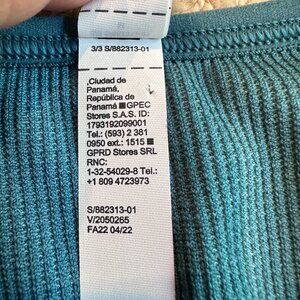 3/3 S/882313-01
,Ciudad de
Panamá,
República de
Panamá ■GPEC
Stores S.A.S. ID:
1793192099001
Tel.: (593) 2 381
0950 ext.: 1515 ■
GPRD Stores SRL
RNC:
1-32-54029-8 Tel.:
+1 809 4723973
S/882313-01
V/2050265
FA22 04/22